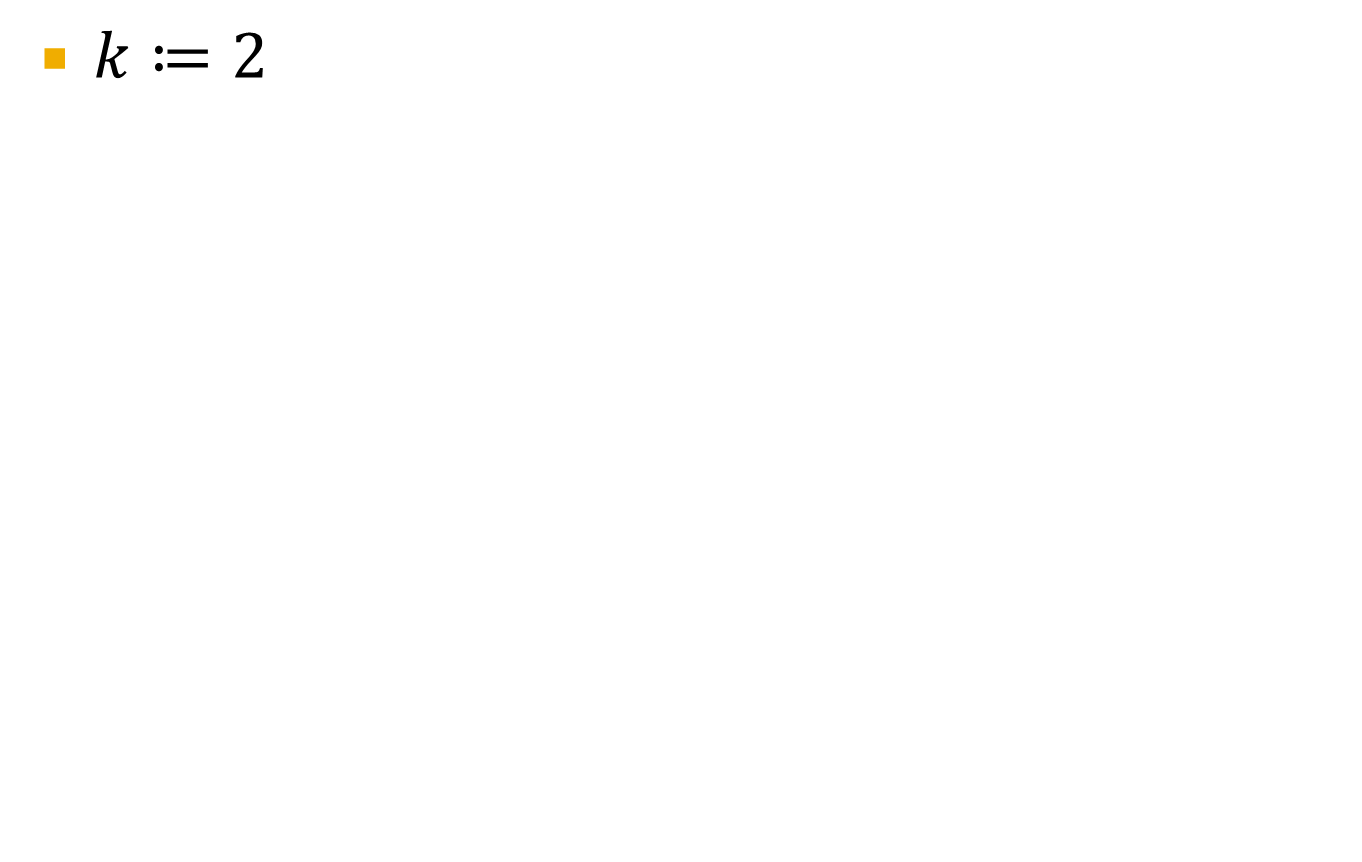 ▪ k := 2